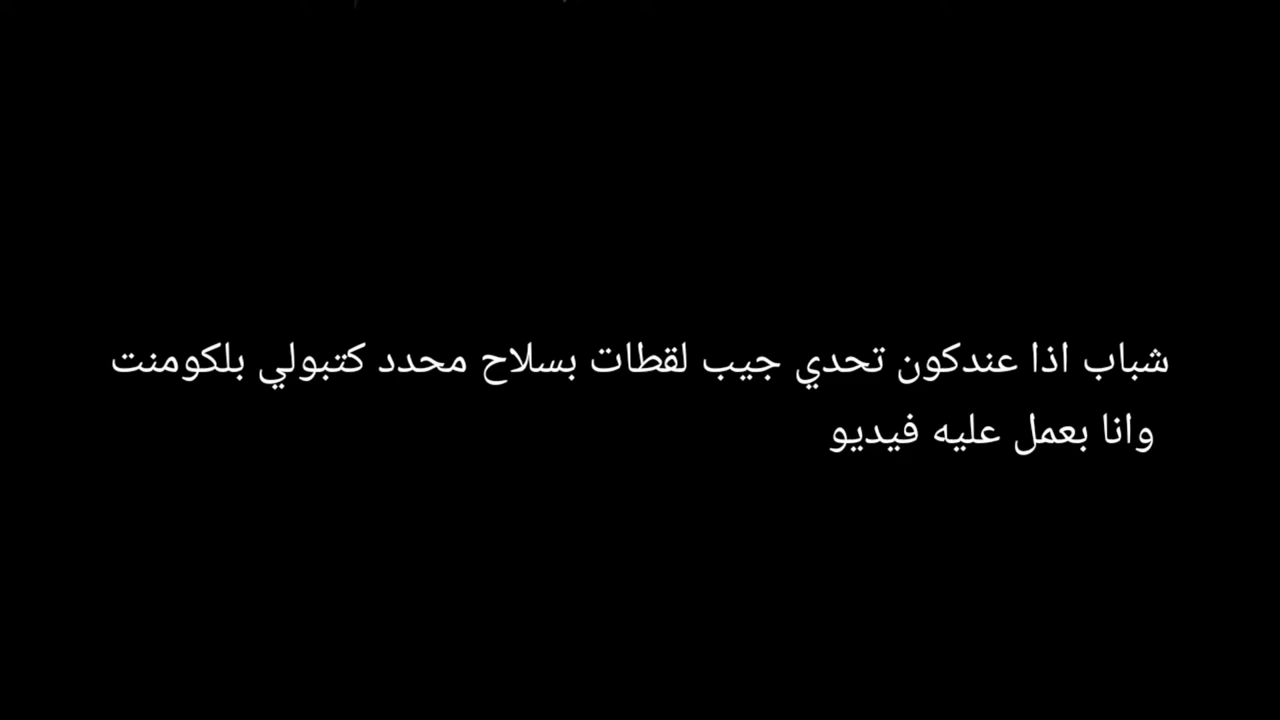 شباب اذا عندكون تحدي جيب لقطات بسلاح محدد كتبولي بلكومنت
وانا بعمل عليه فيديو